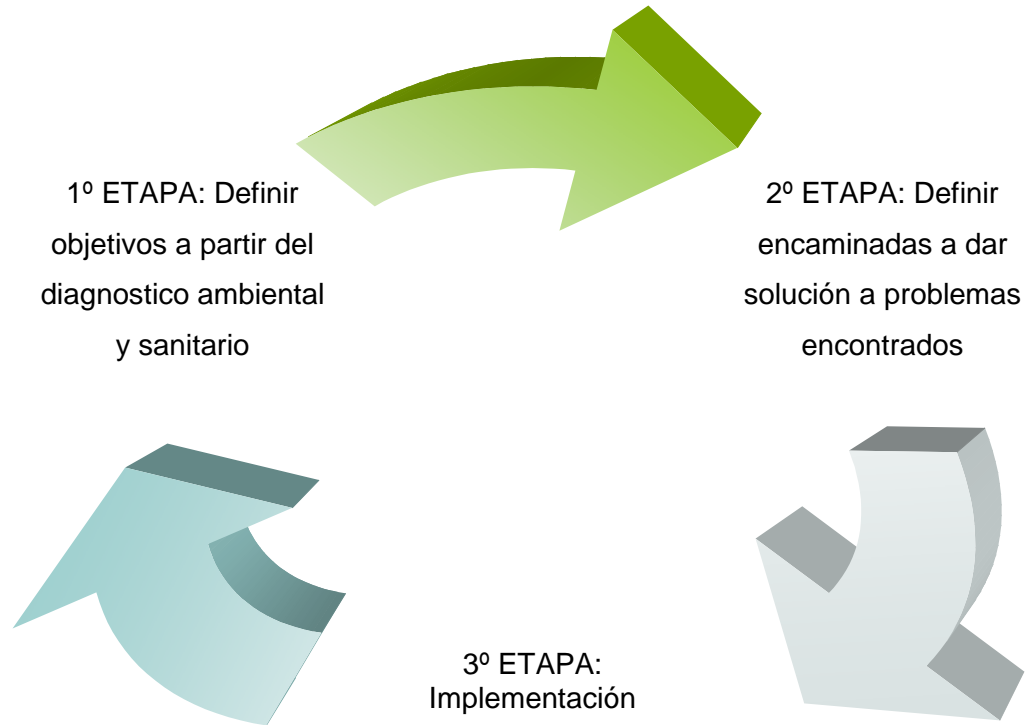 1º ETAPA: Definir
objetivos a partir del
diagnostico ambiental
y sanitario
2º ETAPA: Definir
encaminadas a dar
solución a problemas
encontrados
3º ETAPA:
Implementación